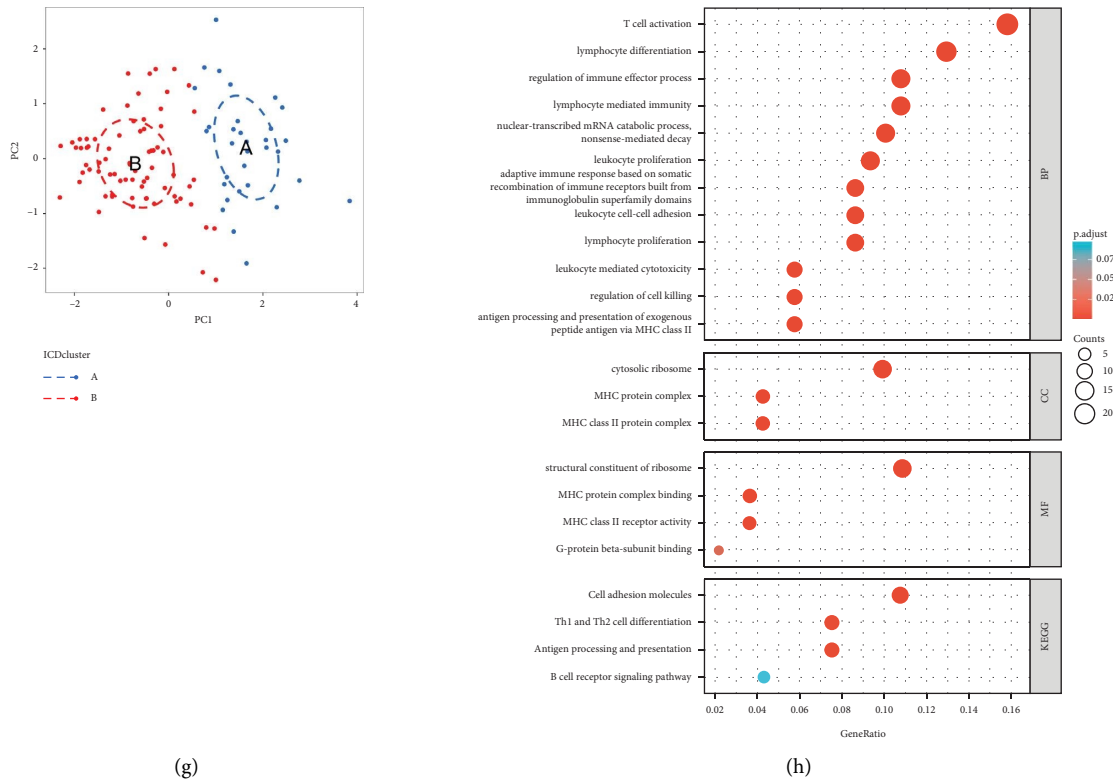 2
1
0
−1
−2
PC2
A
B
−2
0
2
4
PC1
ICDcluster
A
B
(g)
T cell activation
lymphocyte differentiation
regulation of immune effector process
lymphocyte mediated immunity
nuclear-transcribed mRNA catabolic process,
nonsense-mediated decay
leukocyte proliferation
adaptive immune response based on somatic
recombination of immune receptors built from
immunoglobulin superfamily domains
leukocyte cell-cell adhesion
lymphocyte proliferation
leukocyte mediated cytotoxicity
regulation of cell killing
antigen processing and presentation of exogenous
peptide antigen via MHC class II
BP
cytosolic ribosome
MHC protein complex
MHC class II protein complex
CC
structural constituent of ribosome
MHC protein complex binding
MHC class II receptor activity
G-protein beta-subunit binding
MF
Cell adhesion molecules
Th1 and Th2 cell differentiation
Antigen processing and presentation
B cell receptor signaling pathway
KEGG
0.02
0.04
0.06
0.08
0.10
0.12
0.14
0.16
GeneRatio
p.adjust
0.07
0.05
0.02
Counts
5
10
15
20
(h)